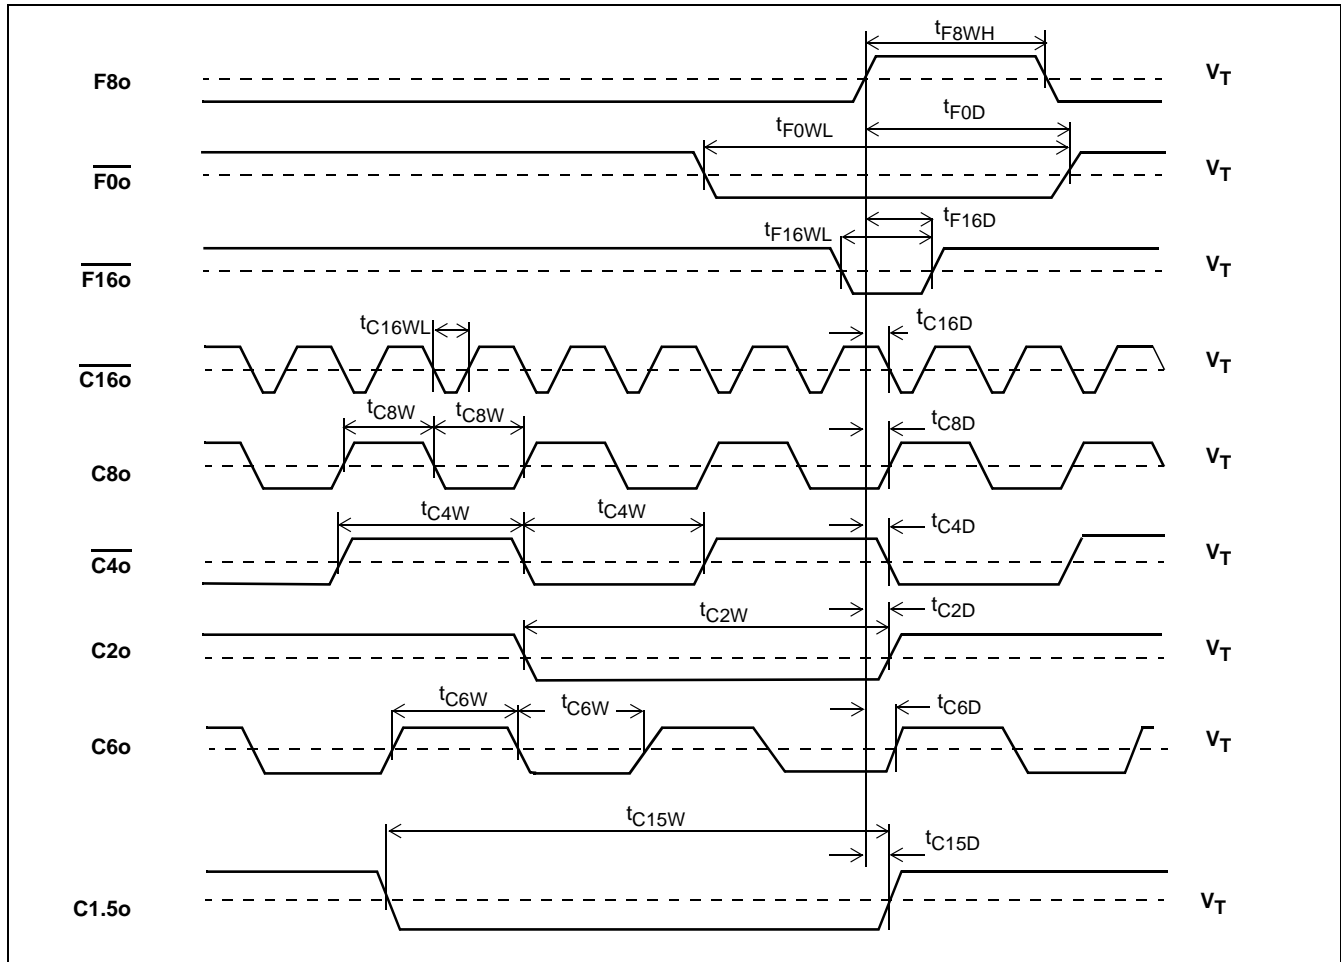 tF8WH
F8o VT
tF0WL tF0D
F0o VT
tF16WL tF16D
F16o VT
tC16WL tC16D
C16o VT
tC8W tC8W tC8D
C8o VT
tC4W tC4W tC4D
C4o VT
tC2W tC2D
C2o VT
tC6W tC6W tC6D
C6o VT
tC15W tC15D
C1.5o VT